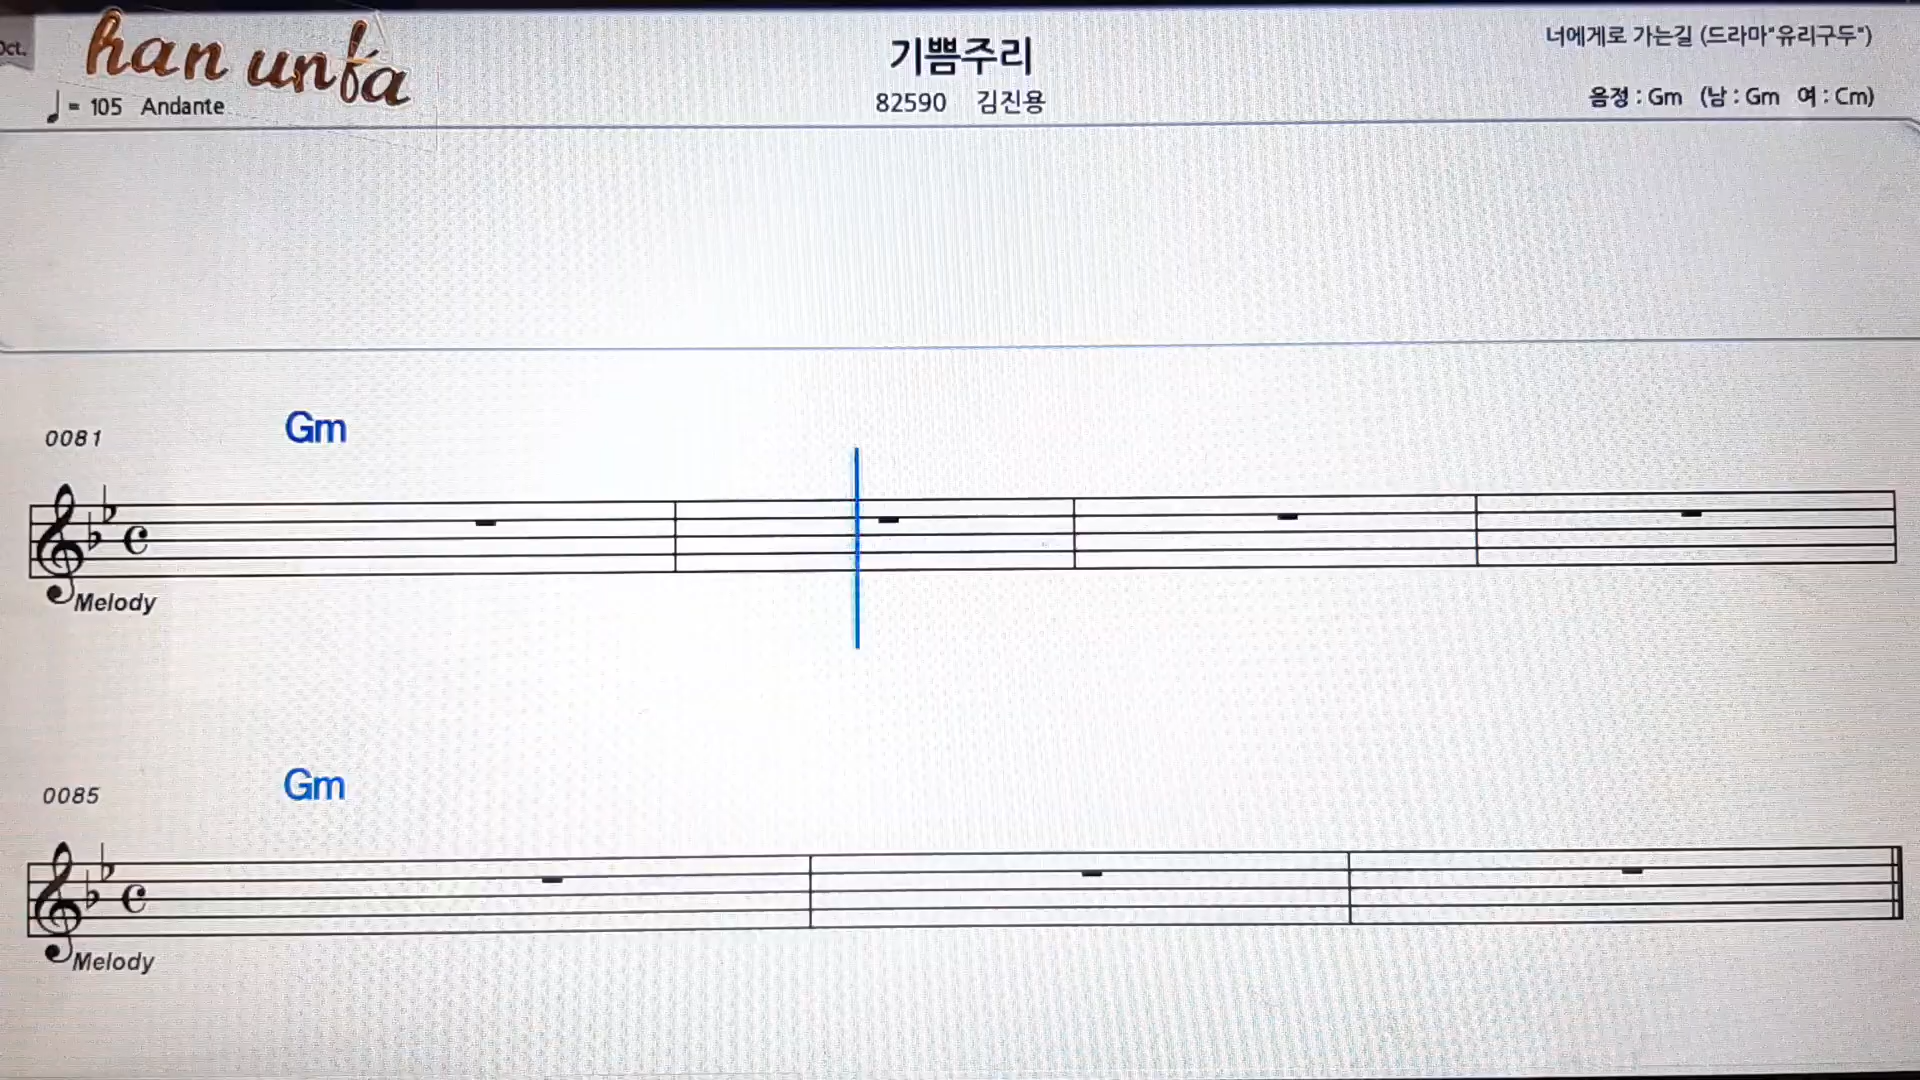 Oct.
han unfa
기쁨주리
너에게로 가는길 (드라마"유리구두")
= 105 Andante
82590 김진용
음정 : Gm (남 : Gm 여 : Cm)
0081
Gm
Melody
0085
Gm
Melody